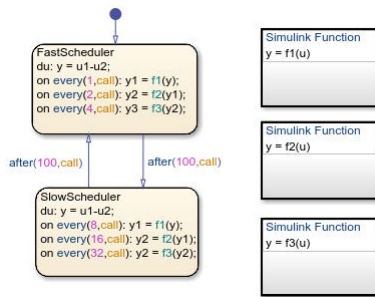 FastScheduler
du: y = u1-u2;
on every(1,call): y1 = f1(y);
on every(2,call): y2 = f2(y1);
on every(4,call): y3 = f3(y2);
after(100,call)
after(100,call)
SlowScheduler
du: y = u1-u2;
on every(8,call): y1 = f1(y);
on every(16,call): y2 = f2(y1);
on every(32,call): y2 = f3(y2);
Simulink Function
y = f1(u)
Simulink Function
y = f2(u)
Simulink Function
y = f3(u)